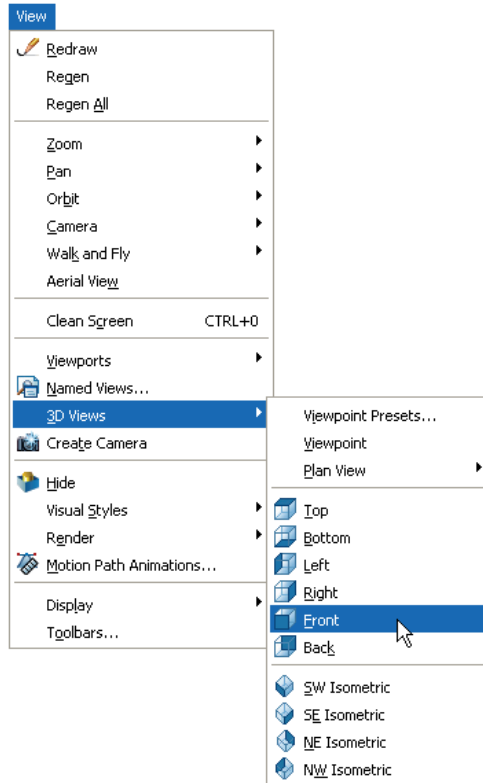 View
Redraw
Regen
Regen All
Zoom
Pan
Orbit
Camera
Walk and Fly
Aerial View
Clean Screen CTRL+0
Viewports
Named Views...
3D Views
Create Camera
Hide
Visual Styles
Render
Motion Path Animations...
Display
Toolbars...
Viewpoint Presets...
Viewpoint
Plan View
Top
Bottom
Left
Right
Front
Back
SW Isometric
SE Isometric
NE Isometric
NW Isometric